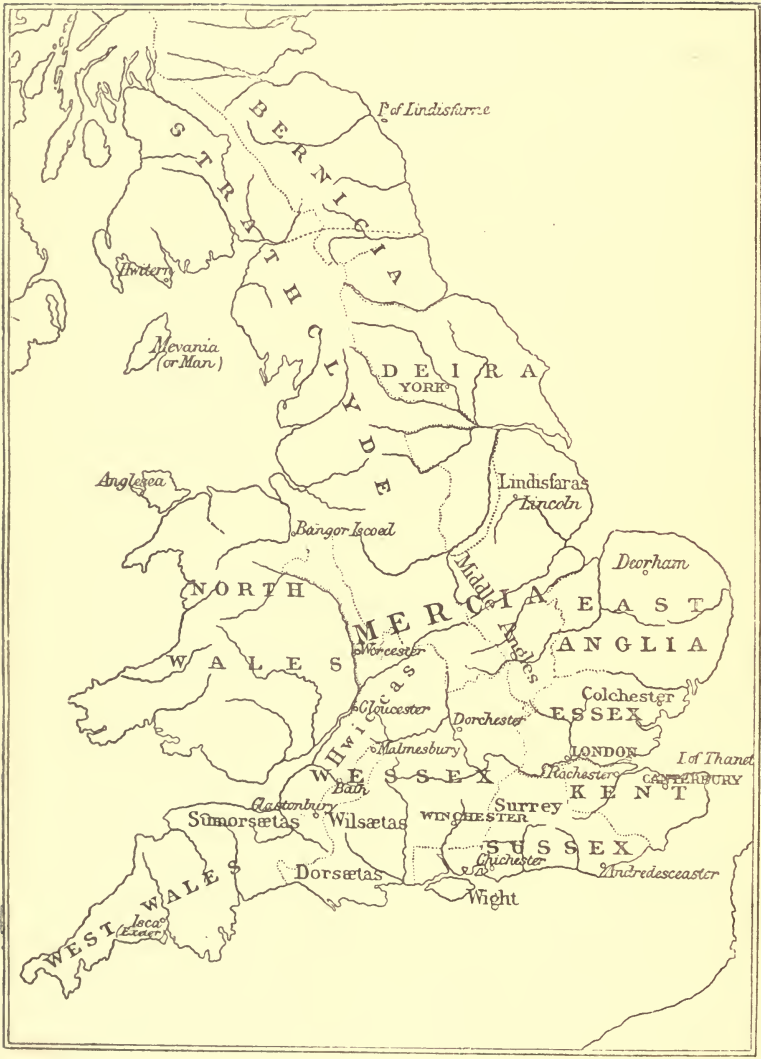 BERNICIA
I? of Lindisfarne
STRATHCLYDE
Hwitern
Mevania
(or Man)
DEIRA
YORK
Anglesea
Lindisfaras
Lincoln
Bangor Iscoed
Deorham
Middle Angles
NORTH
WALES
MERCIA
EAST
ANGLIA
Worcester
Hwiccas
Gloucester
Colchester
ESSEX
Dorchester
Malmesbury
LONDON
I of Thanet
WESSEX
Bath
Rochester
CANTERBURY
KENT
Glastonbury
Sumorsætas
Wilsætas
WINCHESTER
Surrey
SUSSEX
Chichester
Andredesceaster
Dorsætas
Wight
WEST WALES
Isca
(Exeter)